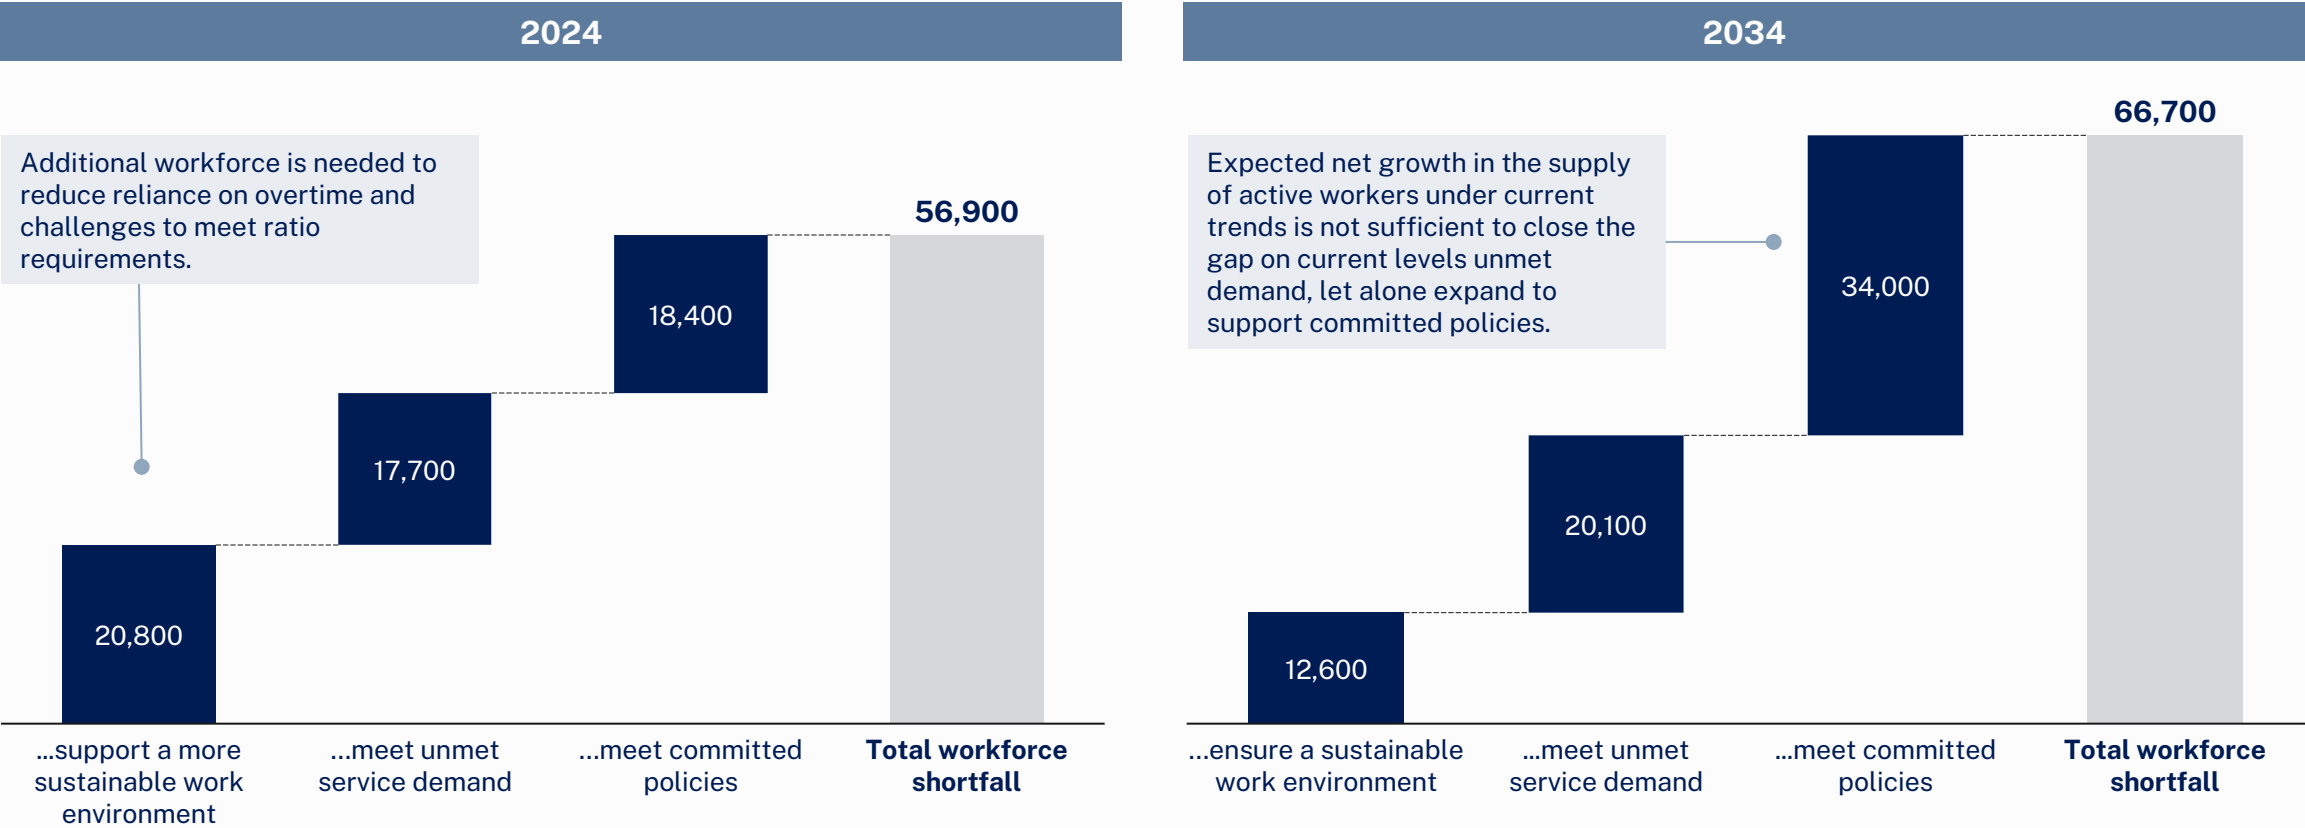 2024
Additional workforce is needed to
reduce reliance on overtime and
challenges to meet ratio
requirements.
56,900
18,400
17,700
20,800
...support a more
sustainable work
environment
...meet unmet
service demand
...meet committed
policies
Total workforce
shortfall
2034
66,700
Expected net growth in the supply
of active workers under current
trends is not sufficient to close the
gap on current levels unmet
demand, let alone expand to
support committed policies.
34,000
20,100
12,600
...ensure a sustainable
work environment
...meet unmet
service demand
...meet committed
policies
Total workforce
shortfall